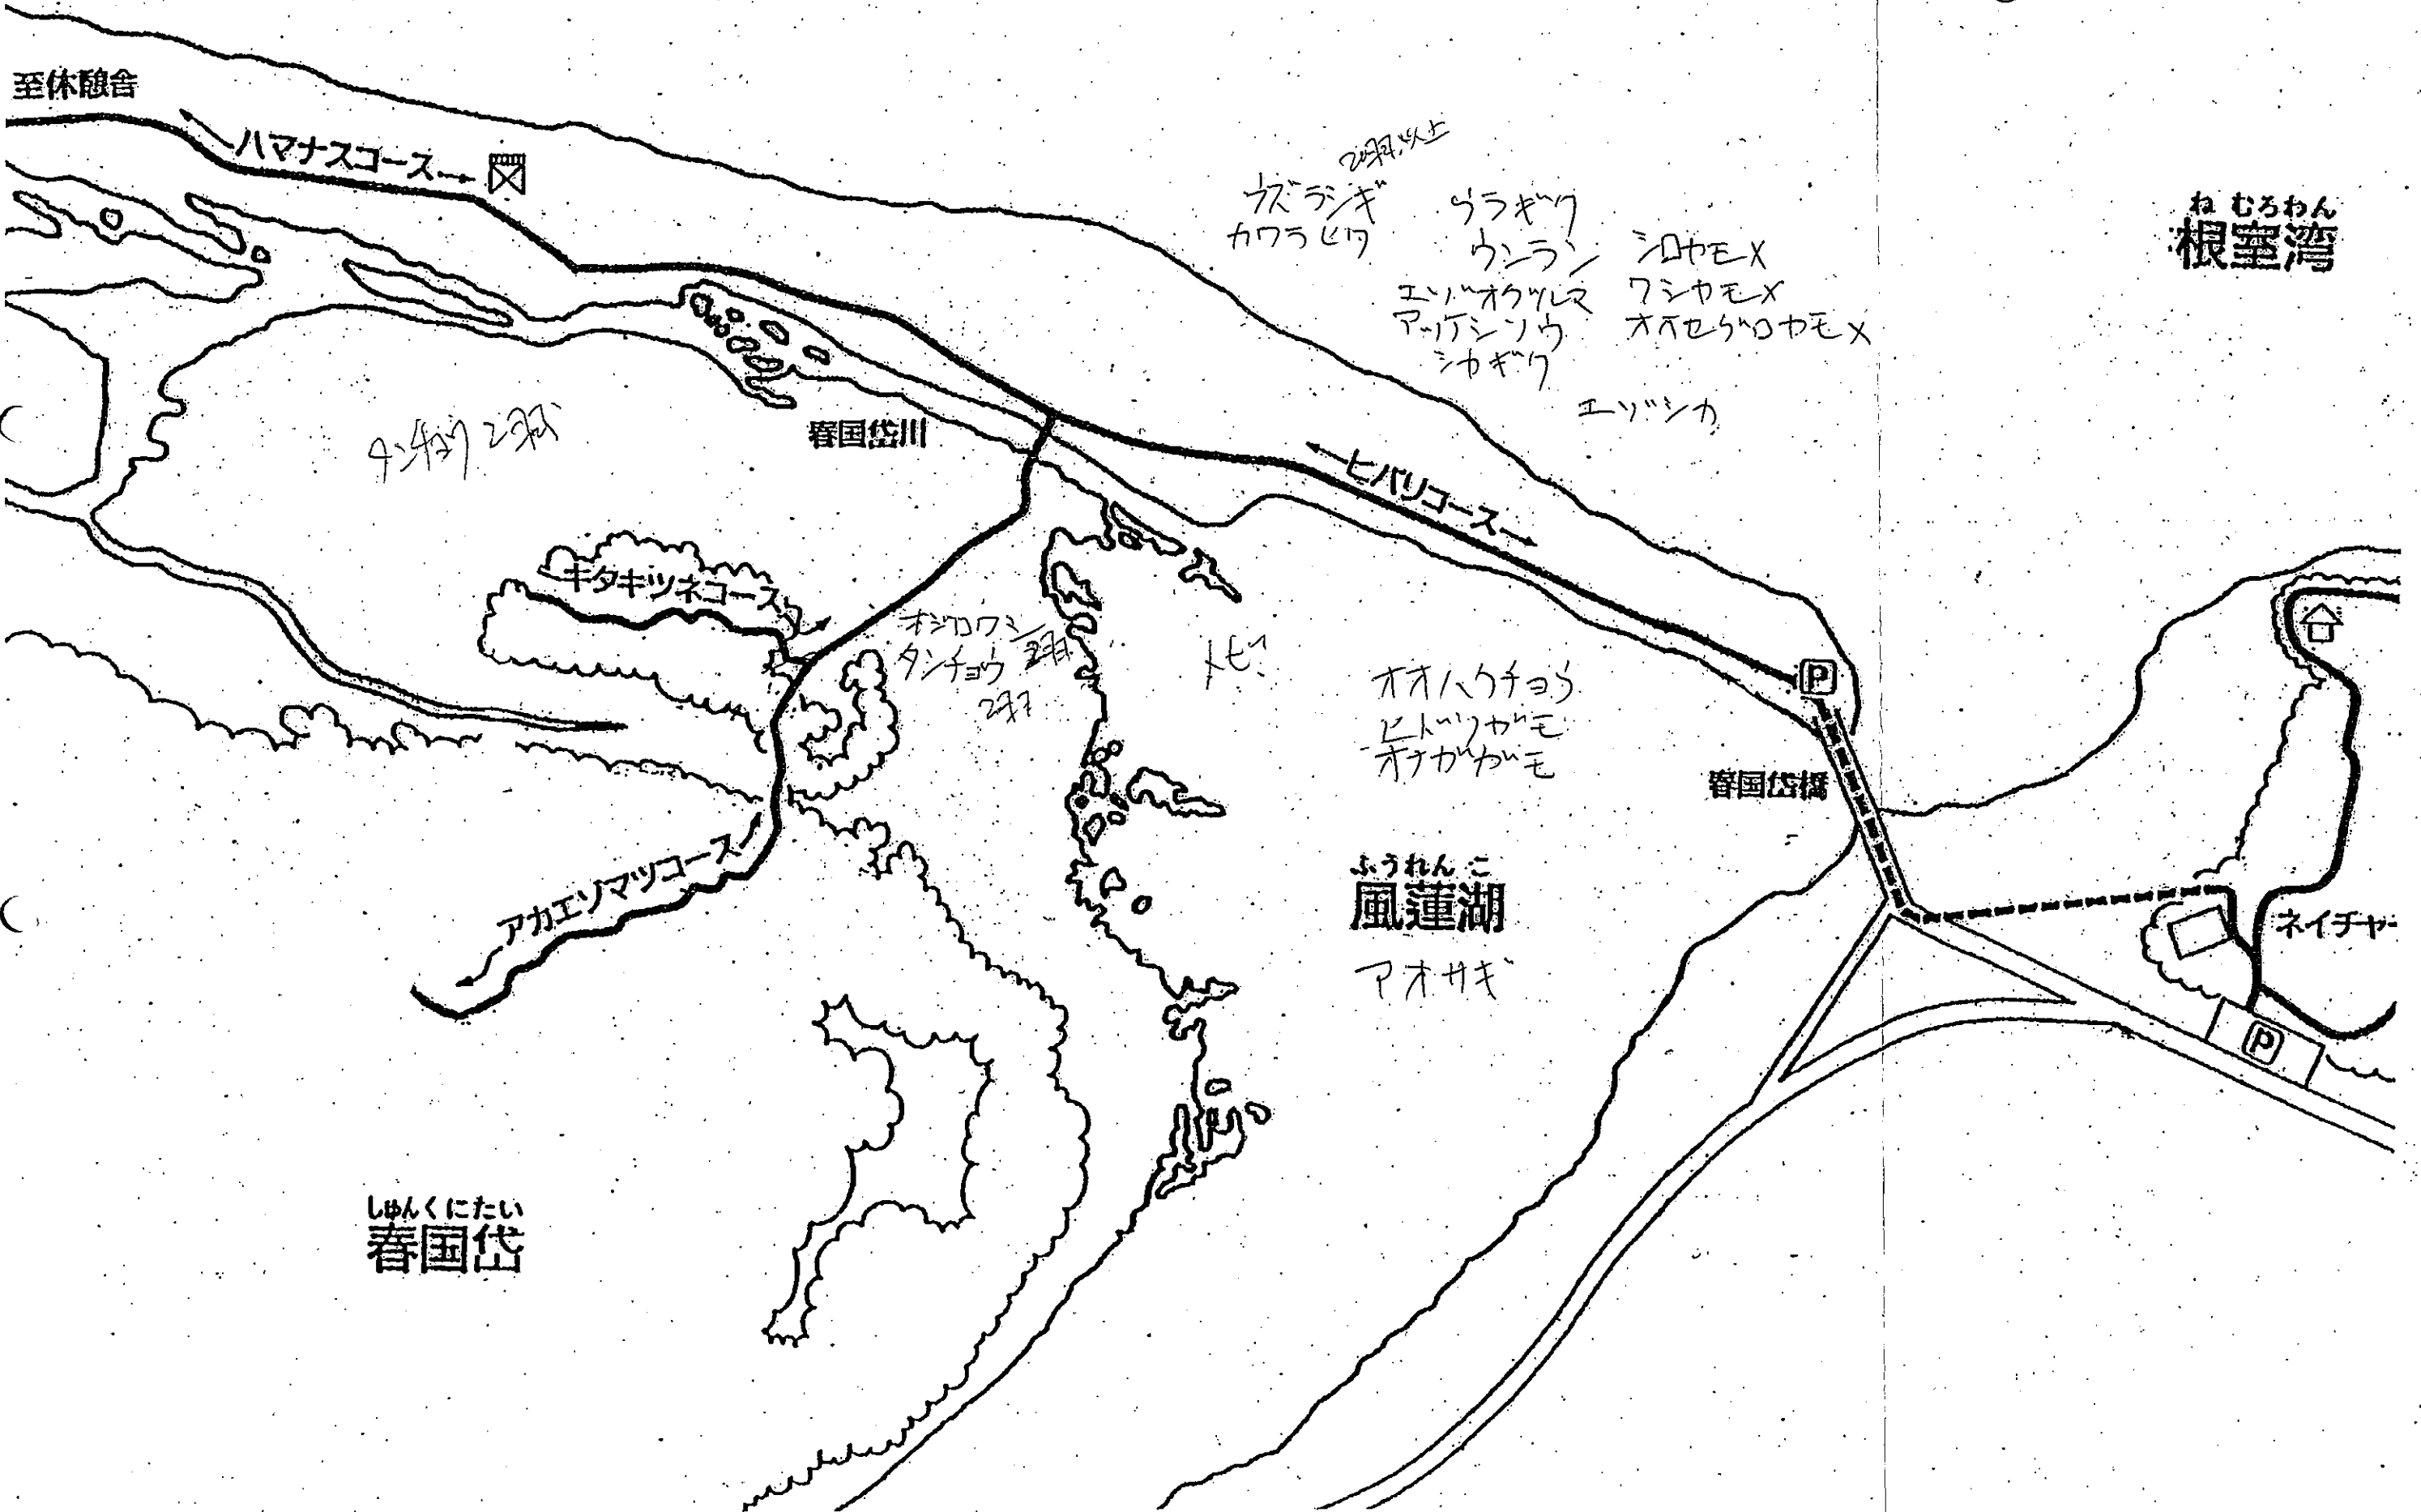 至休憩舎
ハマナスコース
20羽以上
ウズラシギ
カワラヒワ
ウラギク
ウンラン
エゾオグルマ
アッケシソウ
シカギク
シロカモメ
ワシカモメ
オオセグロカモメ
エゾシカ
ね むろわん
根室湾
タンチョウ 2羽
春国岱川
ヒバリコース
キタキツネコース
オジロワシ
タンチョウ
2羽
トビ
オオハクチョウ
ヒドリガモ
オナガガモ
P
春国岱橋
アカエゾマツコース
ふうれん こ
風蓮湖
アオサギ
ネイチャー
P
しゅんくにたい
春国岱